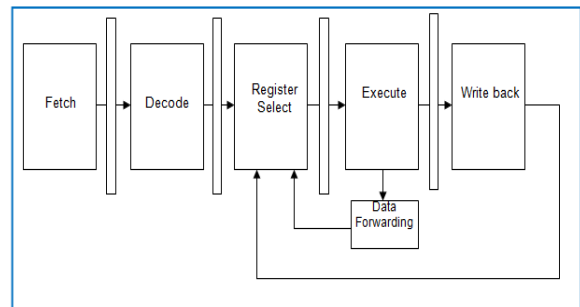 Fetch
Decode
Register
Select
Execute
Write back
Data
Forwarding